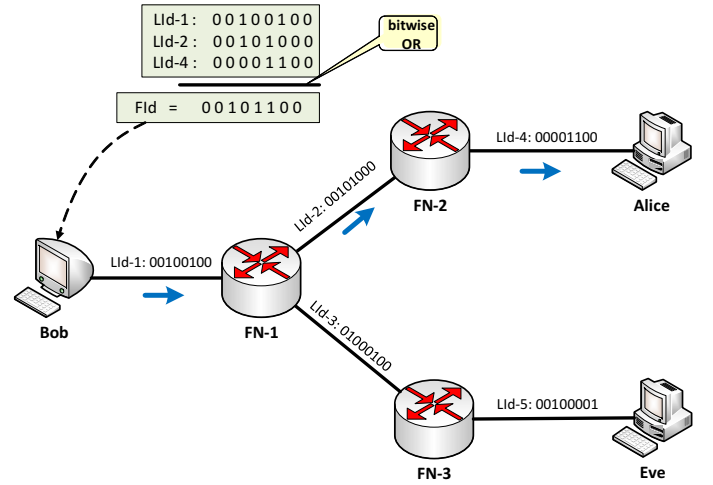 LId-1: 00100100
LId-2: 00101000
LId-4: 00001100
bitwise
OR
FId = 00101100
LId-4: 00001100
FN-2
Alice
LId-2: 00101000
LId-1: 00100100
Bob
FN-1
LId-3: 01000100
LId-5: 00100001
FN-3
Eve